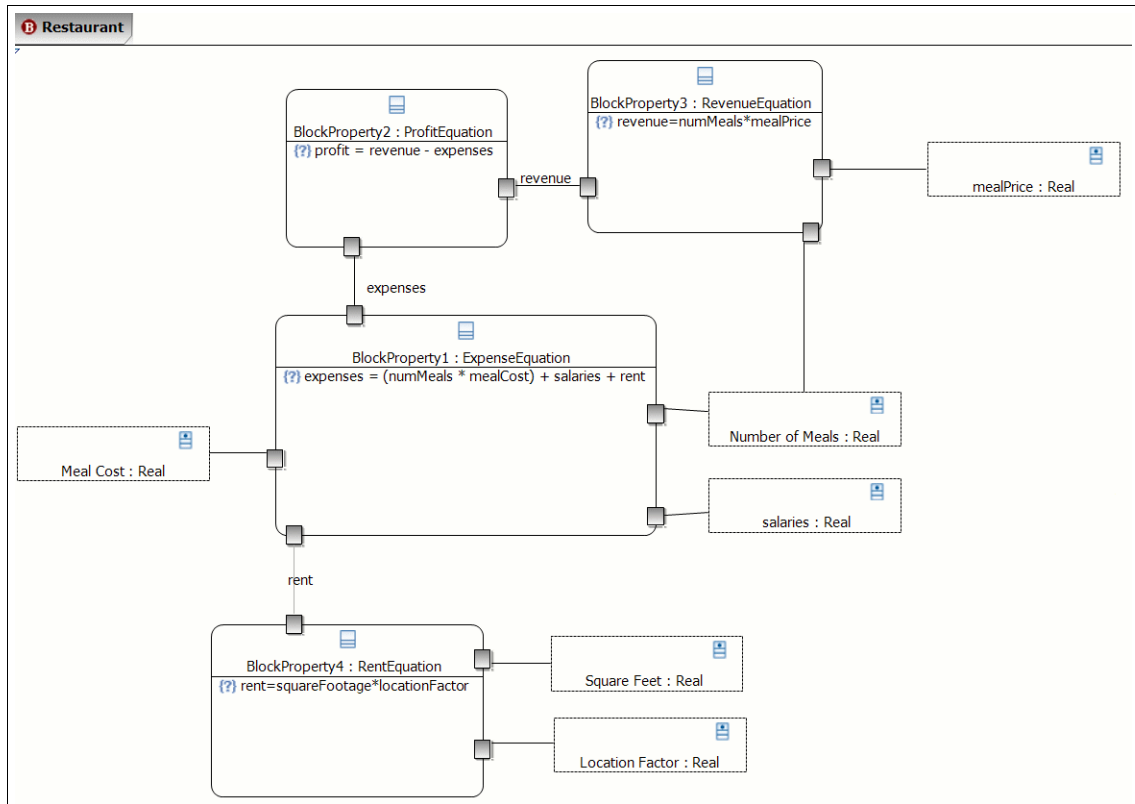 B Restaurant
BlockProperty3 : RevenueEquation
{?} revenue=numMeals*mealPrice
BlockProperty2 : ProfitEquation
{?} profit = revenue - expenses
revenue
mealPrice : Real
expenses
BlockProperty1 : ExpenseEquation
{?} expenses = (numMeals * mealCost) + salaries + rent
Number of Meals : Real
Meal Cost : Real
salaries : Real
rent
BlockProperty4 : RentEquation
{?} rent=squareFootage*locationFactor
Square Feet : Real
Location Factor : Real